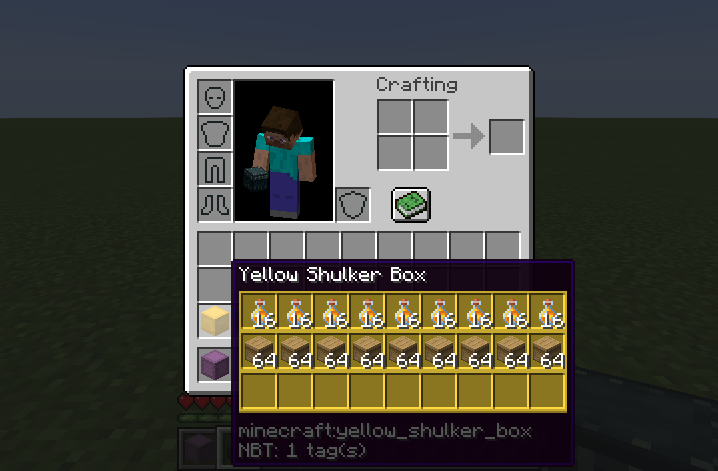 Crafting
Yellow Shulker Box
16 16 16 16 16 16 16 16 16
64 64 64 64 64 64 64 64 64
minecraft:yellow_shulker_box
NBT: 1 tag(s)